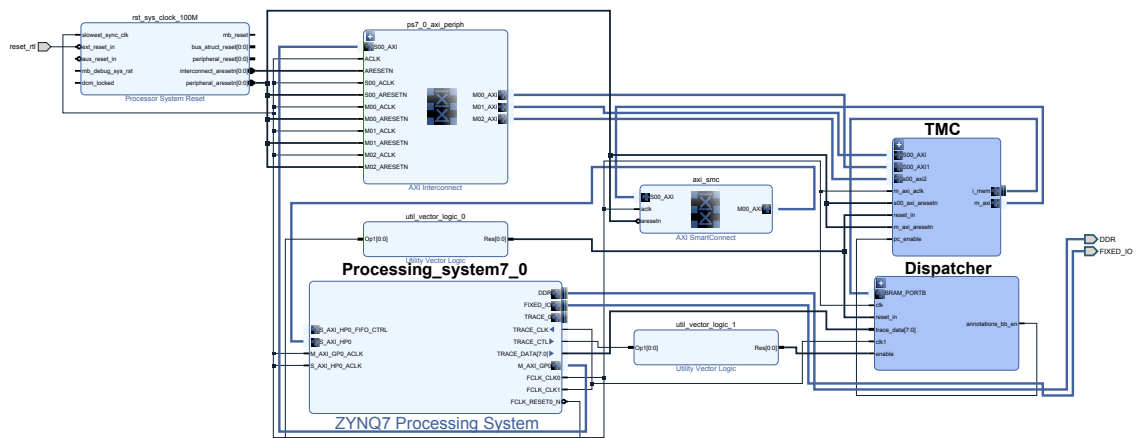 rst_sys_clock_100M
slowest_sync_clk
ext_reset_in
aux_reset_in
mb_debug_sys_rst
dcm_locked
mb_reset
bus_struct_reset[0:0]
peripheral_reset[0:0]
interconnect_aresetn[0:0]
peripheral_aresetn[0:0]
Processor System Reset
reset_rtl
ps7_0_axi_periph
S00_AXI
ACLK
ARESETN
S00_ACLK
S00_ARESETN
M00_ACLK
M00_ARESETN
M01_ACLK
M01_ARESETN
M02_ACLK
M02_ARESETN
M00_AXI
M01_AXI
M02_AXI
AXI Interconnect
TMC
S00_AXI
S00_AXI1
s00_axi2
m_axi_aclk
s00_axi_aresetn
reset_in
m_axi_aresetn
pc_enable
i_mem
m_axi
axi_smc
S00_AXI
aclk
aresetn
M00_AXI
AXI SmartConnect
util_vector_logic_0
Op1[0:0]
Res[0:0]
Utility Vector Logic
DDR
FIXED_IO
Processing_system7_0
S_AXI_HP0_FIFO_CTRL
S_AXI_HP0
M_AXI_GP0_ACLK
S_AXI_HP0_ACLK
DDR
FIXED_IO
TRACE_0
TRACE_CLK
TRACE_CTL
TRACE_DATA[7:0]
M_AXI_GP0
FCLK_CLK0
FCLK_CLK1
FCLK_RESET0_N
ZYNQ7 Processing System
util_vector_logic_1
Op1[0:0]
Res[0:0]
Utility Vector Logic
Dispatcher
BRAM_PORTB
clk
reset_in
trace_data[7:0]
clk1
enable
annotations_bb_en